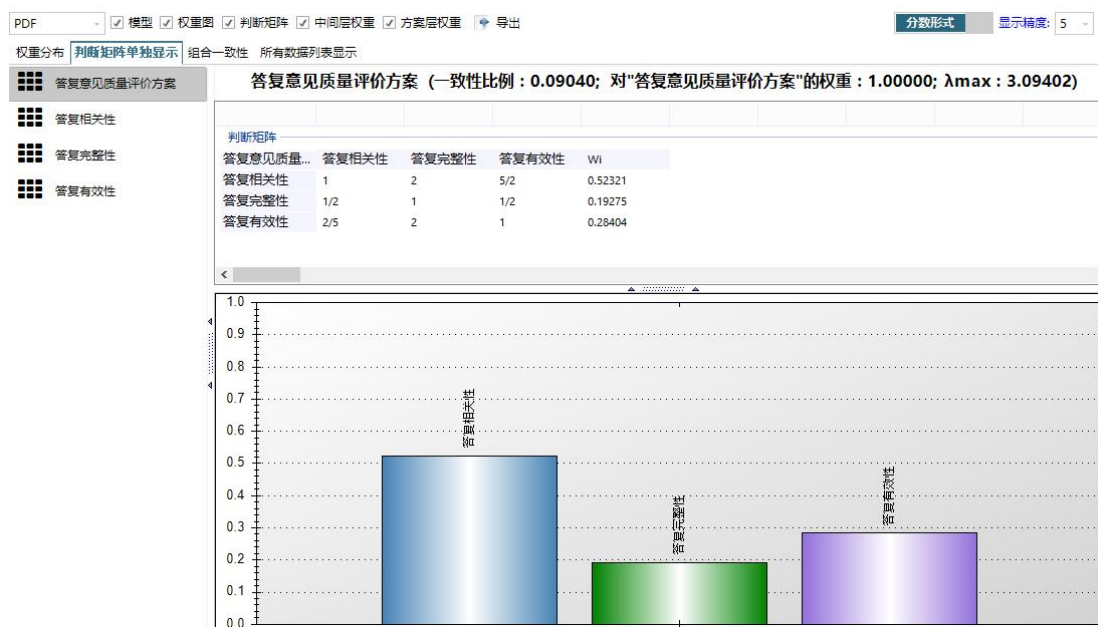 PDF 模型 权重图 判断矩阵 中间层权重 方案层权重 导出 分数形式 显示精度: 5
权重分布 判断矩阵单独显示 组合一致性 所有数据列表显示
答复意见质量评价方案
答复相关性
答复完整性
答复有效性
答复意见质量评价方案 (一致性比例：0.09040; 对"答复意见质量评价方案"的权重：1.00000; λmax：3.09402)
判断矩阵
答复意见质量... 答复相关性 答复完整性 答复有效性 Wi
答复相关性 1 2 5/2 0.52321
答复完整性 1/2 1 1/2 0.19275
答复有效性 2/5 2 1 0.28404
1.0
0.9
0.8
0.7
0.6
0.5
0.4
0.3
0.2
0.1
0.0
答复相关性
答复完整性
答复有效性